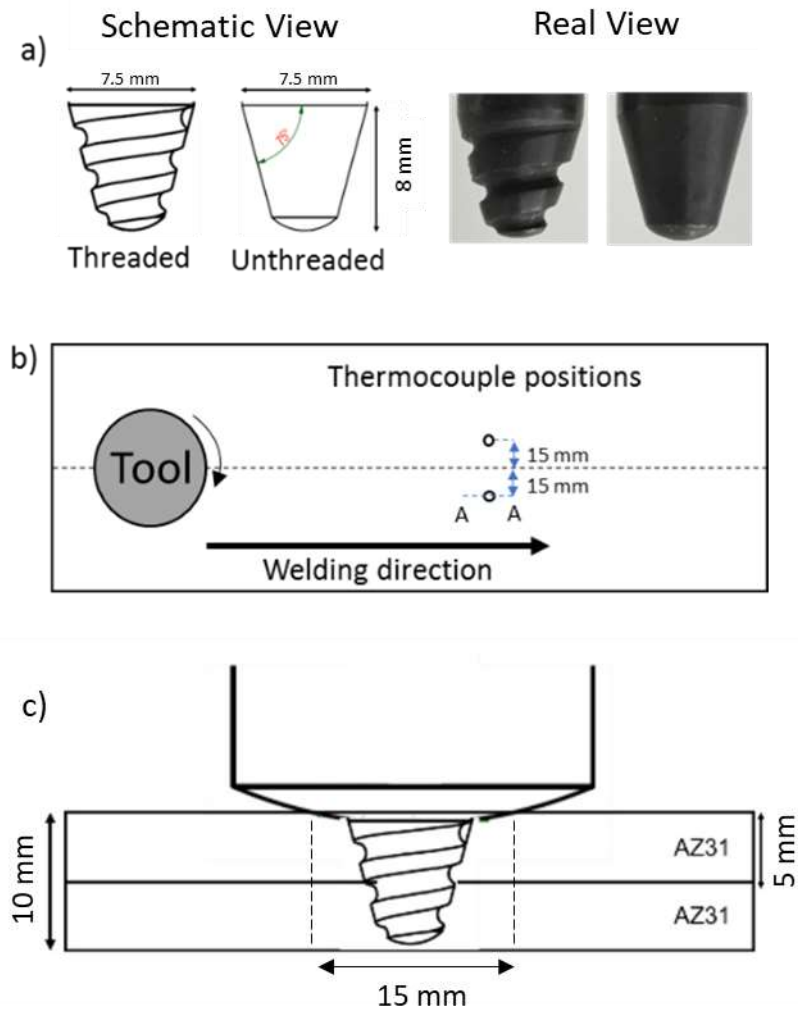 Schematic View
Real View
a)
7.5 mm
7.5 mm
75°
8 mm
Threaded
Unthreaded
b)
Thermocouple positions
Tool
15 mm
15 mm
A
A
Welding direction
c)
10 mm
AZ31
AZ31
5 mm
15 mm